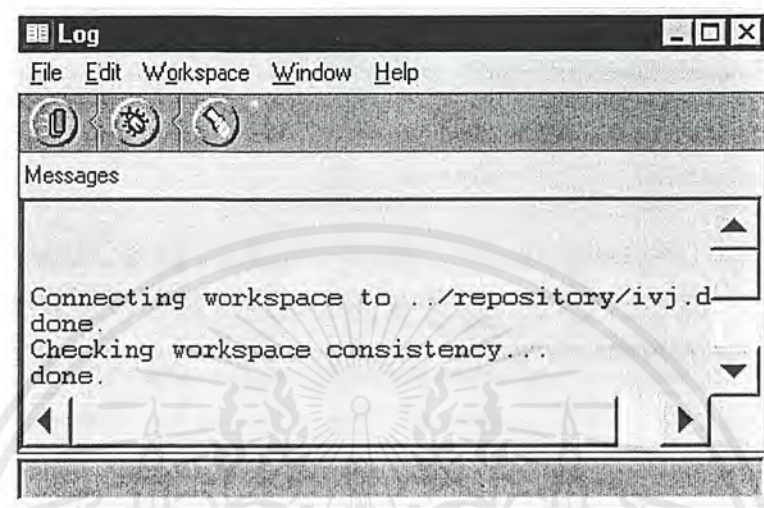 Log
File Edit Workspace Window Help
Messages
Connecting workspace to ../repository/ivj.d
done.
Checking workspace consistency...
done.